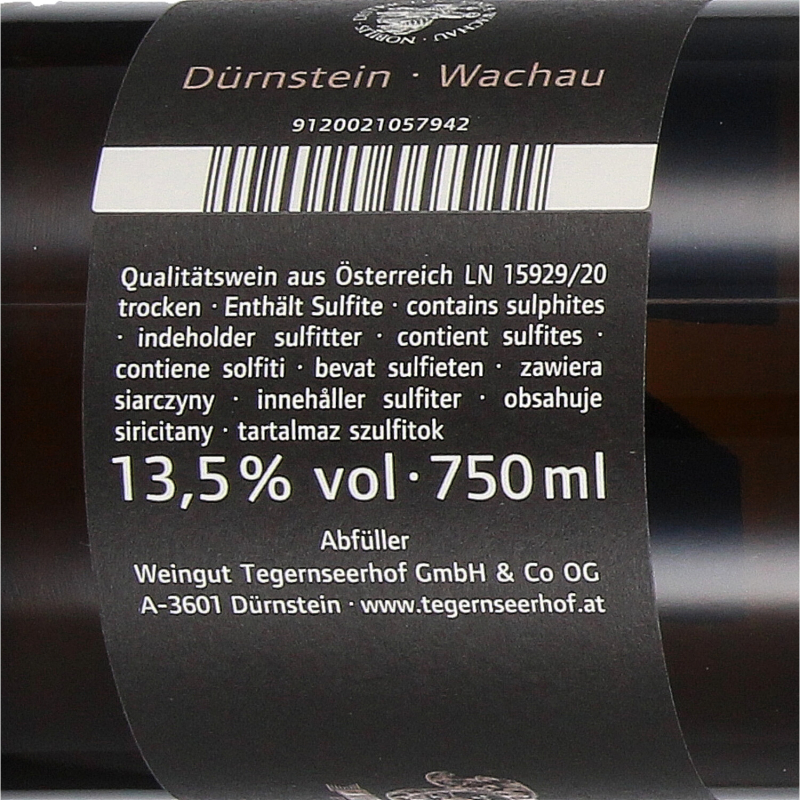 WACHAU · NOBILIS
Dürnstein · Wachau
9120021057942
Qualitätswein aus Österreich LN 15929/20
trocken · Enthält Sulfite · contains sulphites
· indeholder sulfitter · contient sulfites ·
contiene solfiti · bevat sulfieten · zawiera
siarczyny · innehåller sulfiter · obsahuje
siricitany · tartalmaz szulfitok
13,5% vol · 750 ml
Abfüller
Weingut Tegernseerhof GmbH & Co OG
A-3601 Dürnstein · www.tegernseerhof.at